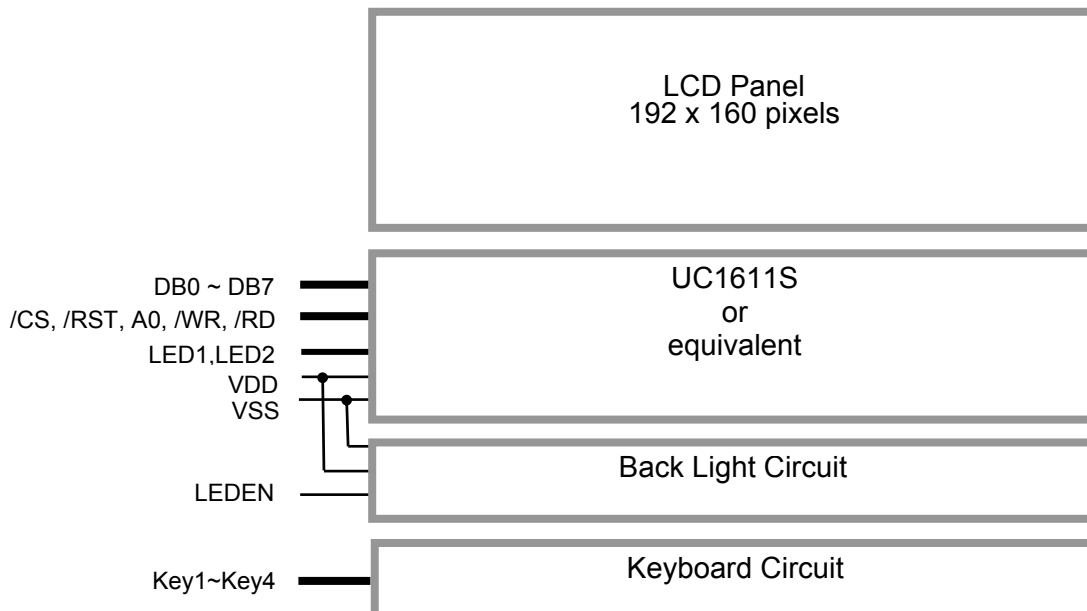 LCD Panel
192 x 160 pixels
DB0 ~ DB7
/CS, /RST, A0, /WR, /RD
LED1,LED2
VDD
VSS
UC1611S
or
equivalent
Back Light Circuit
LEDEN
Keyboard Circuit
Key1~Key4